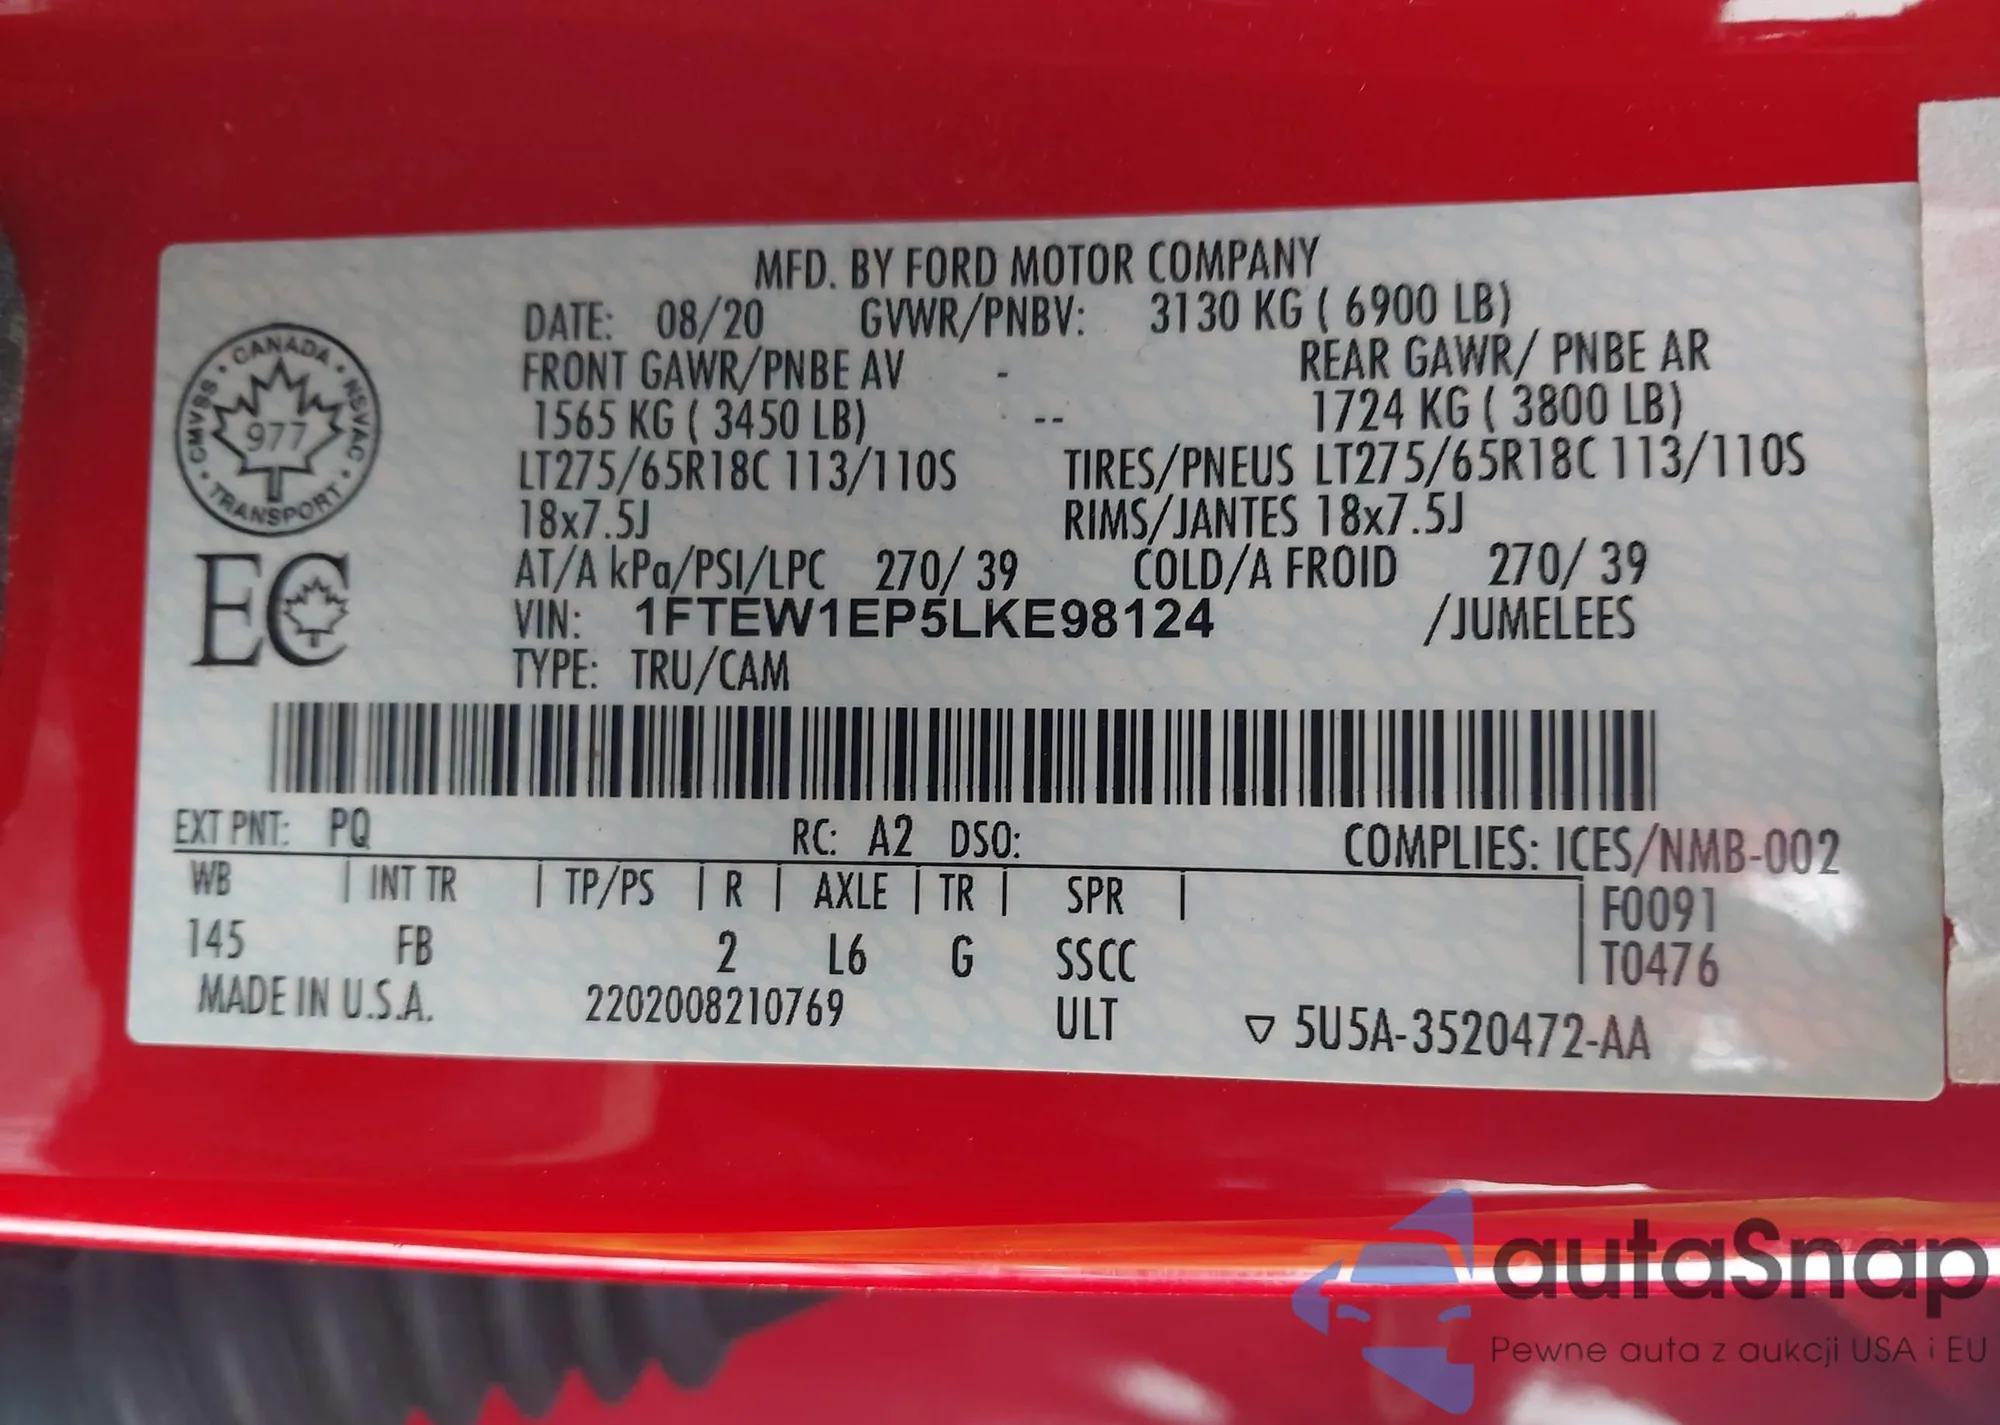 MFD. BY FORD MOTOR COMPANY
DATE: 08/20 GVWR/PNBV: 3130 KG ( 6900 LB)
FRONT GAWR/PNBE AV - REAR GAWR/ PNBE AR
1565 KG ( 3450 LB) -- 1724 KG ( 3800 LB)
LT275/65R18C 113/110S TIRES/PNEUS LT275/65R18C 113/110S
18x7.5J RIMS/JANTES 18x7.5J
AT/A kPa/PSI/LPC 270/ 39 COLD/A FROID 270/ 39
VIN: 1FTEW1EP5LKE98124 /JUMELEES
TYPE: TRU/CAM
CMVSS · CANADA · NSVAC · TRANSPORT ·
977
EC
EXT PNT: PQ RC: A2 DSO: COMPLIES: ICES/NMB-002
WB | INT TR | TP/PS | R | AXLE | TR | SPR | F0091
145 FB 2 L6 G SSCC T0476
MADE IN U.S.A. 2202008210769 ULT ▽ 5U5A-3520472-AA
autaSnap
Pewne auta z aukcji USA i EU